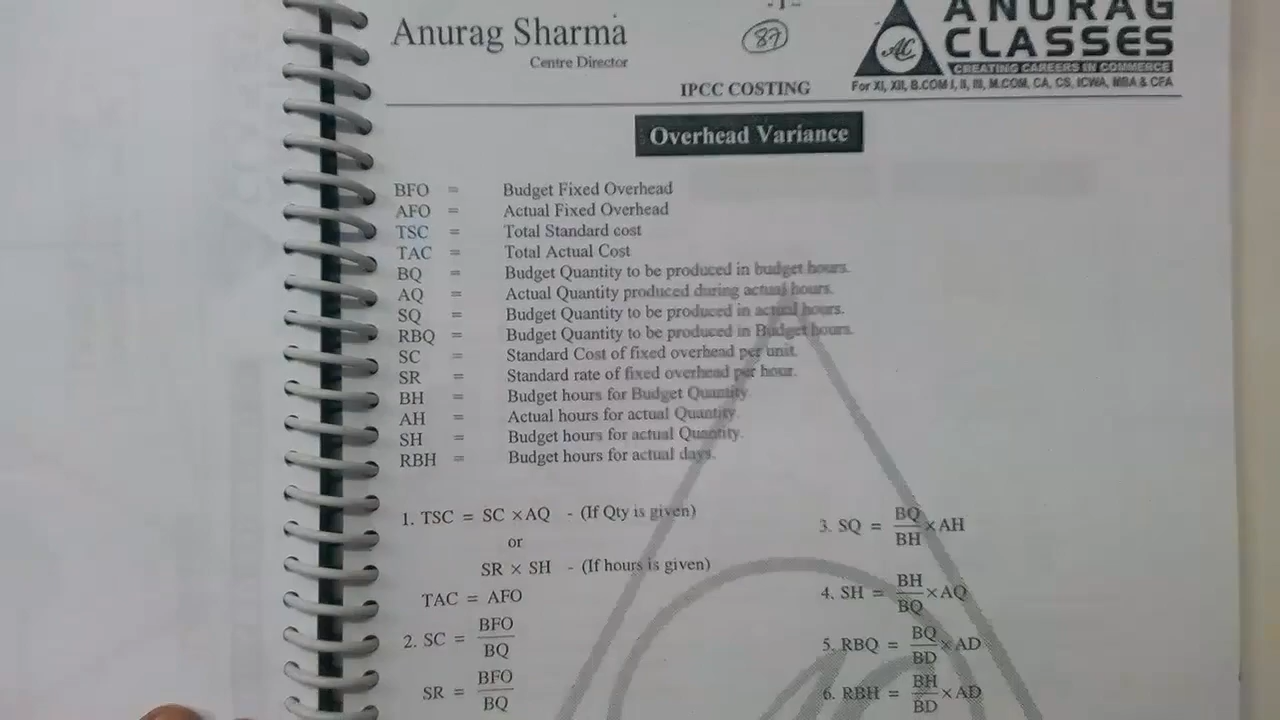 Anurag Sharma
Centre Director
- 1 -
87
IPCC COSTING
ANURAG
CLASSES
CREATING CAREERS IN COMMERCE
For XI, XII, B.COM I, II, III, M.COM, CA, CS, ICWA, MBA & CFA
AC
Overhead Variance
BFO = Budget Fixed Overhead
AFO = Actual Fixed Overhead
TSC = Total Standard cost
TAC = Total Actual Cost
BQ = Budget Quantity to be produced in budget hours.
AQ = Actual Quantity produced during actual hours.
SQ = Budget Quantity to be produced in actual hours.
RBQ = Budget Quantity to be produced in Budget hours.
SC = Standard Cost of fixed overhead per unit.
SR = Standard rate of fixed overhead per hour.
BH = Budget hours for Budget Quantity
AH = Actual hours for actual Quantity.
SH = Budget hours for actual Quantity.
RBH = Budget hours for actual days.
1. TSC = SC ×AQ - (If Qty is given)
or
SR × SH - (If hours is given)
TAC = AFO
2. SC = BFO/BQ
SR = BFO/BQ
3. SQ = BQ/BH ×AH
4. SH = BH/BQ ×AQ
5. RBQ = BQ/BD ×AD
6. RBH = BH/BD ×AD